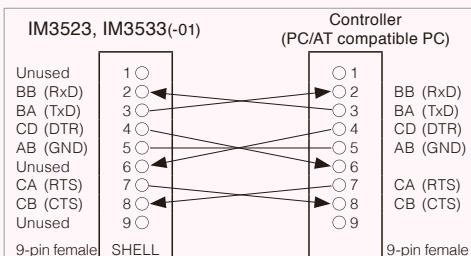 IM3523, IM3533(-01)
Controller
(PC/AT compatible PC)
Unused 1 1
BB (RxD) 2 2 BB (RxD)
BA (TxD) 3 3 BA (TxD)
CD (DTR) 4 4 CD (DTR)
AB (GND) 5 5 AB (GND)
Unused 6 6
CA (RTS) 7 7 CA (RTS)
CB (CTS) 8 8 CB (CTS)
Unused 9 9
9-pin female SHELL 9-pin female